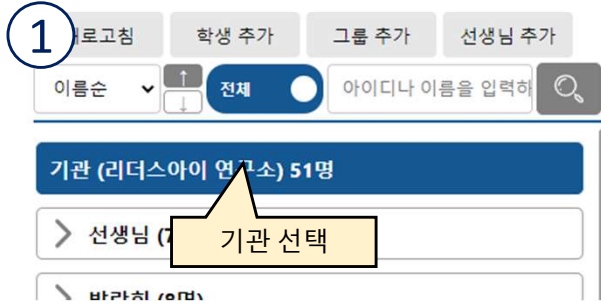 ①
로고침 학생 추가 그룹 추가 선생님 추가
이름순 ↑ ↓ 전체 아이디나 이름을 입력하
기관 (리더스아이 연구소) 51명
선생님 (7
기관 선택